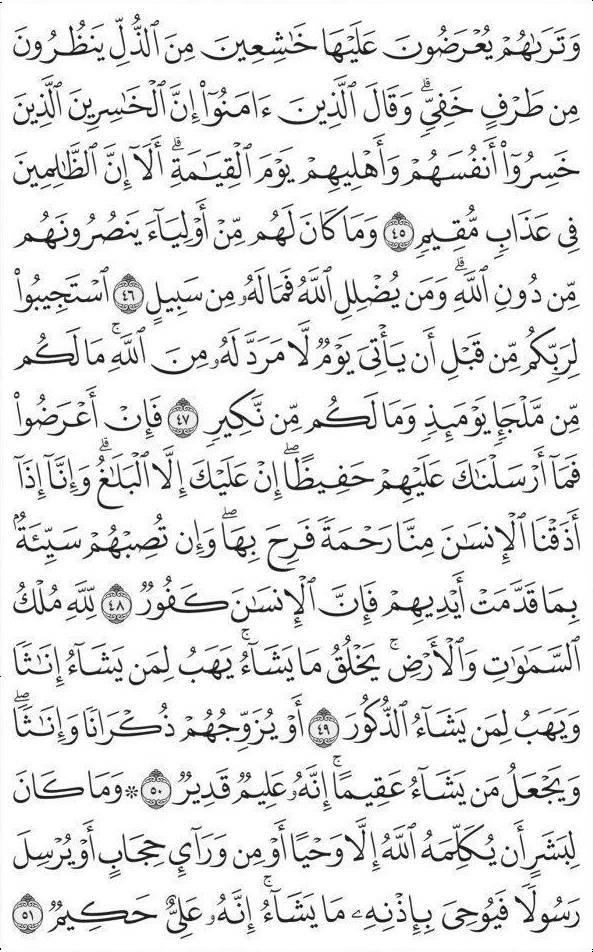 وَتَرَىٰهُمْ يُعْرَضُونَ عَلَيْهَا خَٰشِعِينَ مِنَ ٱلذُّلِّ يَنظُرُونَ
مِن طَرْفٍ خَفِىٍّۗ وَقَالَ ٱلَّذِينَ ءَامَنُوٓاْ إِنَّ ٱلْخَٰسِرِينَ ٱلَّذِينَ
خَسِرُوٓاْ أَنفُسَهُمْ وَأَهْلِيهِمْ يَوْمَ ٱلْقِيَٰمَةِۗ أَلَآ إِنَّ ٱلظَّٰلِمِينَ
فِى عَذَابٍ مُّقِيمٍ ٤٥ وَمَا كَانَ لَهُم مِّنْ أَوْلِيَآءَ يَنصُرُونَهُم
مِّن دُونِ ٱللَّهِۗ وَمَن يُضْلِلِ ٱللَّهُ فَمَا لَهُۥ مِن سَبِيلٍ ٤٦ ٱسْتَجِيبُواْ
لِرَبِّكُم مِّن قَبْلِ أَن يَأْتِىَ يَوْمٌ لَّا مَرَدَّ لَهُۥ مِنَ ٱللَّهِۚ مَا لَكُم
مِّن مَّلْجَإٍ يَوْمَئِذٍ وَمَا لَكُم مِّن نَّكِيرٍ ٤٧ فَإِنْ أَعْرَضُواْ
فَمَآ أَرْسَلْنَٰكَ عَلَيْهِمْ حَفِيظًاۖ إِنْ عَلَيْكَ إِلَّا ٱلْبَلَٰغُۗ وَإِنَّآ إِذَآ
أَذَقْنَا ٱلْإِنسَٰنَ مِنَّا رَحْمَةً فَرِحَ بِهَاۖ وَإِن تُصِبْهُمْ سَيِّئَةٌۢ
بِمَا قَدَّمَتْ أَيْدِيهِمْ فَإِنَّ ٱلْإِنسَٰنَ كَفُورٌ ٤٨ لِّلَّهِ مُلْكُ
ٱلسَّمَٰوَٰتِ وَٱلْأَرْضِۚ يَخْلُقُ مَا يَشَآءُۚ يَهَبُ لِمَن يَشَآءُ إِنَٰثًا
وَيَهَبُ لِمَن يَشَآءُ ٱلذُّكُورَ ٤٩ أَوْ يُزَوِّجُهُمْ ذُكْرَانًا وَإِنَٰثًاۖ
وَيَجْعَلُ مَن يَشَآءُ عَقِيمًاۚ إِنَّهُۥ عَلِيمٌ قَدِيرٌ ٥٠ * وَمَا كَانَ
لِبَشَرٍ أَن يُكَلِّمَهُ ٱللَّهُ إِلَّا وَحْيًا أَوْ مِن وَرَآئِ حِجَابٍ أَوْ يُرْسِلَ
رَسُولًا فَيُوحِىَ بِإِذْنِهِۦ مَا يَشَآءُۚ إِنَّهُۥ عَلِىٌّ حَكِيمٌ ٥١